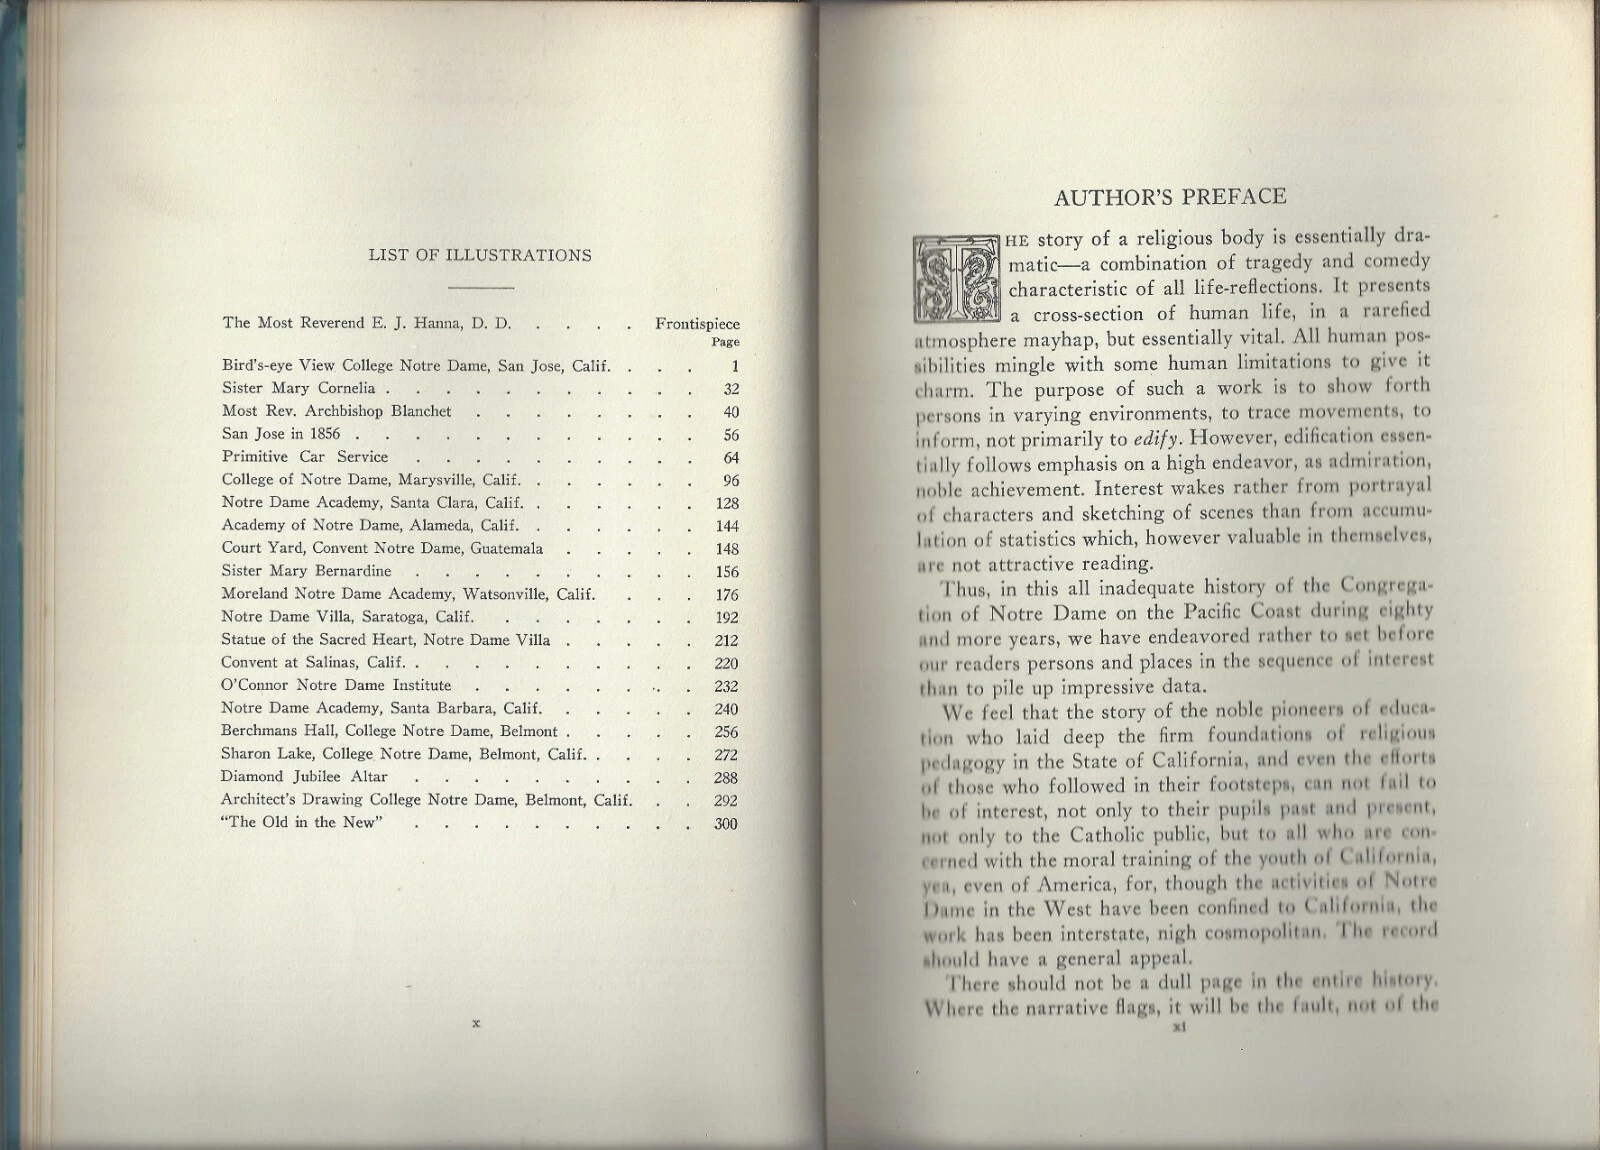 LIST OF ILLUSTRATIONS
The Most Reverend E. J. Hanna, D. D. . . . . Frontispiece
Page
Bird's-eye View College Notre Dame, San Jose, Calif. . . . 1
Sister Mary Cornelia . . . . . . . . . . . 32
Most Rev. Archbishop Blanchet . . . . . . . . 40
San Jose in 1856 . . . . . . . . . . . . 56
Primitive Car Service . . . . . . . . . . 64
College of Notre Dame, Marysville, Calif. . . . . . . 96
Notre Dame Academy, Santa Clara, Calif. . . . . . . 128
Academy of Notre Dame, Alameda, Calif. . . . . . . 144
Court Yard, Convent Notre Dame, Guatemala . . . . . 148
Sister Mary Bernardine . . . . . . . . . . 156
Moreland Notre Dame Academy, Watsonville, Calif. . . . 176
Notre Dame Villa, Saratoga, Calif. . . . . . . . 192
Statue of the Sacred Heart, Notre Dame Villa . . . . . 212
Convent at Salinas, Calif. . . . . . . . . . . 220
O'Connor Notre Dame Institute . . . . . . . . 232
Notre Dame Academy, Santa Barbara, Calif. . . . . . 240
Berchmans Hall, College Notre Dame, Belmont . . . . . 256
Sharon Lake, College Notre Dame, Belmont, Calif. . . . . 272
Diamond Jubilee Altar . . . . . . . . . . 288
Architect's Drawing College Notre Dame, Belmont, Calif. . . 292
"The Old in the New" . . . . . . . . . . 300
x
AUTHOR'S PREFACE
THE story of a religious body is essentially dra-
matic—a combination of tragedy and comedy
characteristic of all life-reflections. It presents
a cross-section of human life, in a rarefied
atmosphere mayhap, but essentially vital. All human pos-
sibilities mingle with some human limitations to give it
charm. The purpose of such a work is to show forth
persons in varying environments, to trace movements, to
inform, not primarily to edify. However, edification essen-
tially follows emphasis on a high endeavor, as admiration,
noble achievement. Interest wakes rather from portrayal
of characters and sketching of scenes than from accumu-
lation of statistics which, however valuable in themselves,
are not attractive reading.
Thus, in this all inadequate history of the Congrega-
tion of Notre Dame on the Pacific Coast during eighty
and more years, we have endeavored rather to set before
our readers persons and places in the sequence of interest
than to pile up impressive data.
We feel that the story of the noble pioneers of educa-
tion who laid deep the firm foundations of religious
pedagogy in the State of California, and even the efforts
of those who followed in their footsteps, can not fail to
be of interest, not only to their pupils past and present,
not only to the Catholic public, but to all who are con-
cerned with the moral training of the youth of California,
yea, even of America, for, though the activities of Notre
Dame in the West have been confined to California, the
work has been interstate, nigh cosmopolitan. The record
should have a general appeal.
There should not be a dull page in the entire history.
Where the narrative flags, it will be the fault, not of the
xi